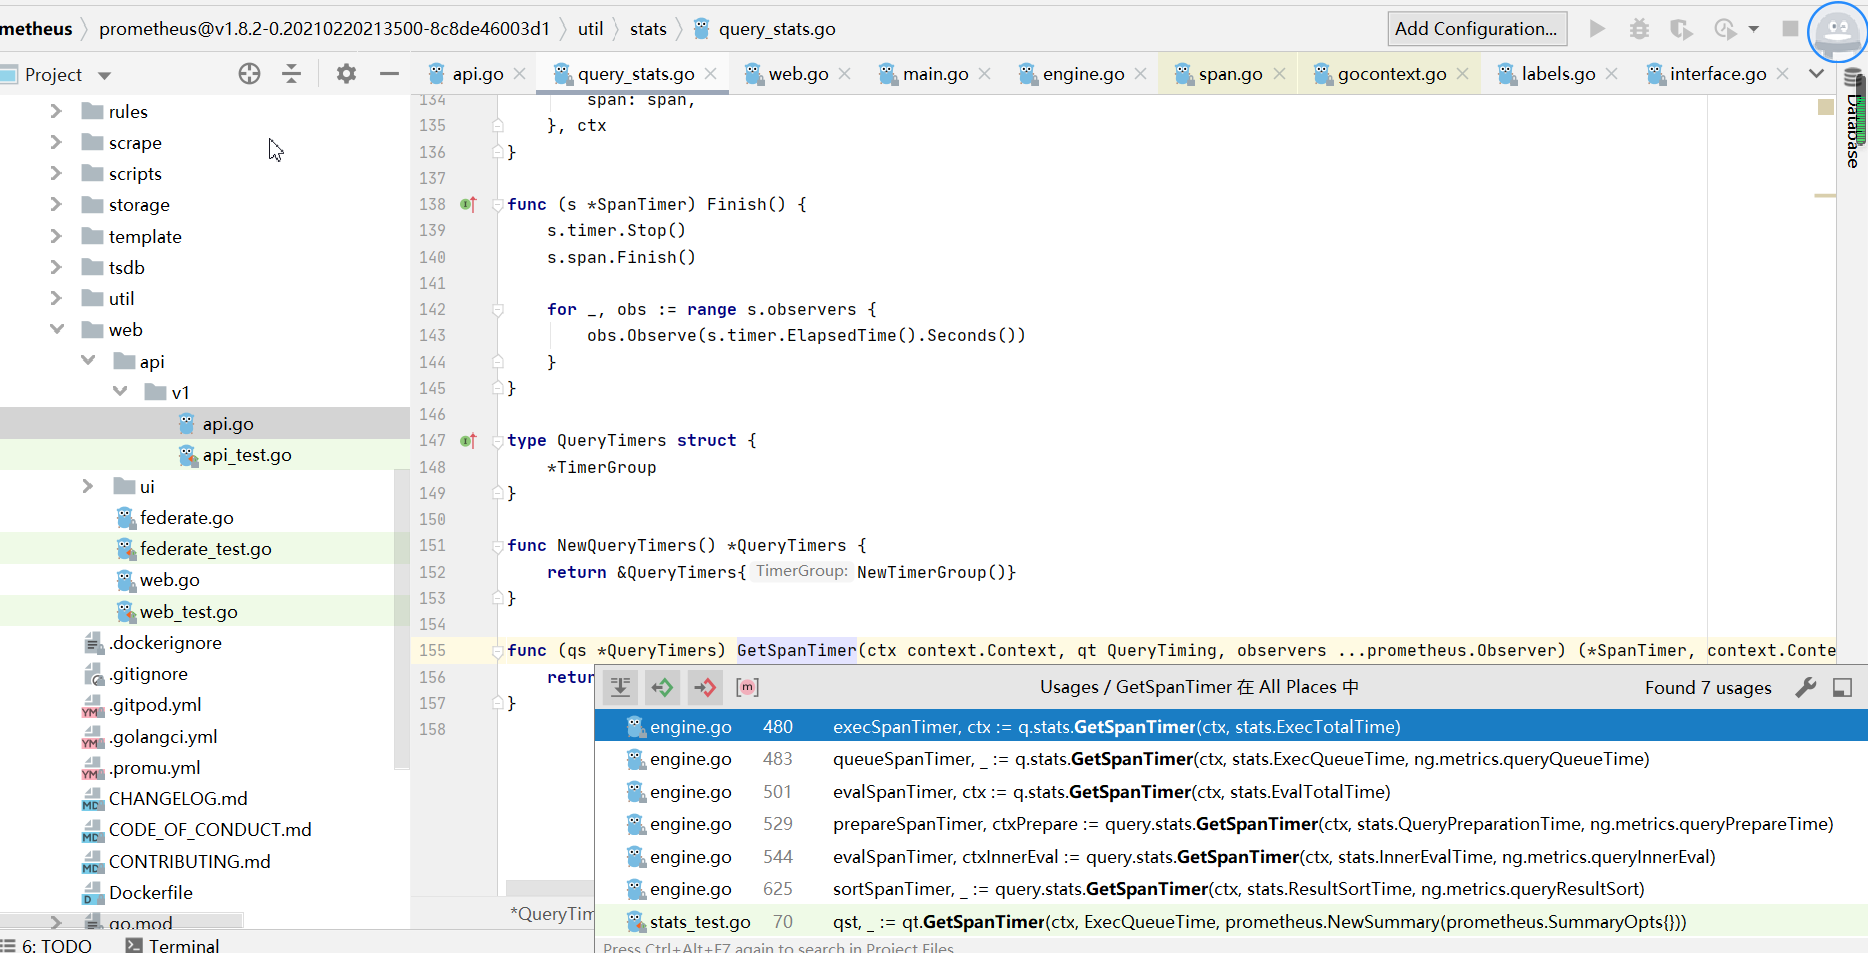 metheus prometheus@v1.8.2-0.20210220213500-8c8de46003d1 util stats query_stats.go Add Configuration...
Project
api.go query_stats.go web.go main.go engine.go span.go gocontext.go labels.go interface.go
Database
rules
scrape
scripts
storage
template
tsdb
util
web
api
v1
api.go
api_test.go
ui
federate.go
federate_test.go
web.go
web_test.go
.dockerignore
.gitignore
.gitpod.yml
.golangci.yml
.promu.yml
CHANGELOG.md
CODE_OF_CONDUCT.md
CONTRIBUTING.md
Dockerfile
go.mod
134 span: span,
135 }, ctx
136 }
137
138 func (s *SpanTimer) Finish() {
139 s.timer.Stop()
140 s.span.Finish()
141
142 for _, obs := range s.observers {
143 obs.Observe(s.timer.ElapsedTime().Seconds())
144 }
145 }
146
147 type QueryTimers struct {
148 *TimerGroup
149 }
150
151 func NewQueryTimers() *QueryTimers {
152 return &QueryTimers{ TimerGroup: NewTimerGroup()}
153 }
154
155 func (qs *QueryTimers) GetSpanTimer(ctx context.Context, qt QueryTiming, observers ...prometheus.Observer) (*SpanTimer, context.Conte
156 retur
157 }
158
Usages / GetSpanTimer 在 All Places 中 Found 7 usages
engine.go 480 execSpanTimer, ctx := q.stats.GetSpanTimer(ctx, stats.ExecTotalTime)
engine.go 483 queueSpanTimer, _ := q.stats.GetSpanTimer(ctx, stats.ExecQueueTime, ng.metrics.queryQueueTime)
engine.go 501 evalSpanTimer, ctx := q.stats.GetSpanTimer(ctx, stats.EvalTotalTime)
engine.go 529 prepareSpanTimer, ctxPrepare := query.stats.GetSpanTimer(ctx, stats.QueryPreparationTime, ng.metrics.queryPrepareTime)
engine.go 544 evalSpanTimer, ctxInnerEval := query.stats.GetSpanTimer(ctx, stats.InnerEvalTime, ng.metrics.queryInnerEval)
engine.go 625 sortSpanTimer, _ := query.stats.GetSpanTimer(ctx, stats.ResultSortTime, ng.metrics.queryResultSort)
stats_test.go 70 qst, _ := qt.GetSpanTimer(ctx, ExecQueueTime, prometheus.NewSummary(prometheus.SummaryOpts{}))
Press Ctrl+Alt+F7 again to search in Project Files
*QueryTim
6: TODO Terminal